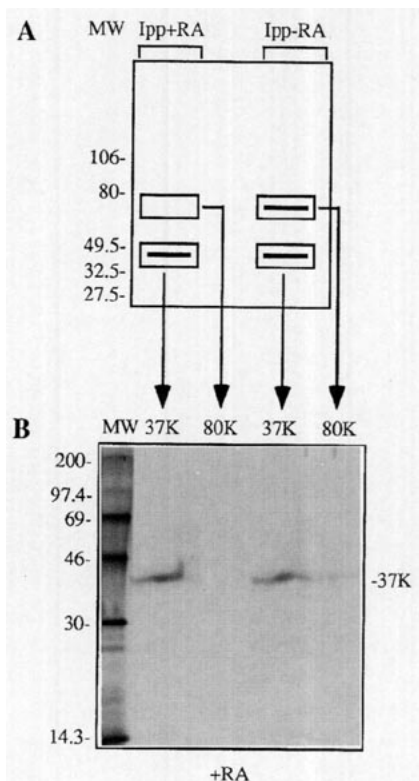 A
MW Ipp+RA Ipp-RA
106-
80-
49.5-
32.5-
27.5-
B
MW 37K 80K 37K 80K
200-
97.4-
69-
46-
-37K
30-
14.3-
+RA